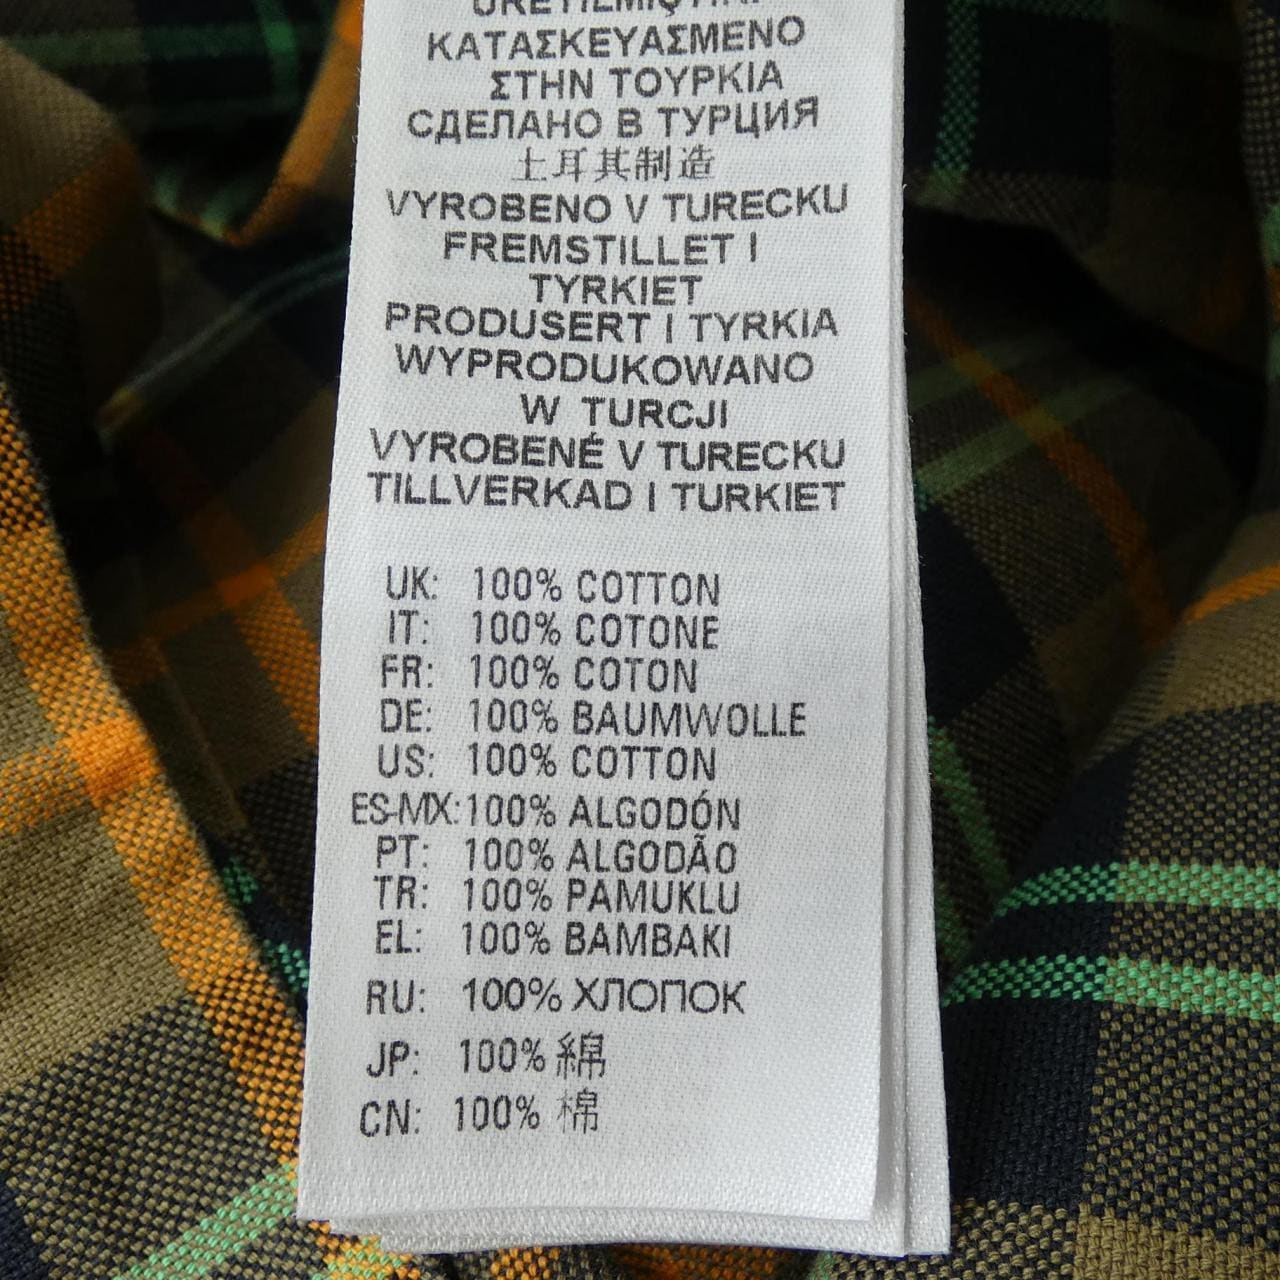 ÜRETİLMİŞTİR.
ΚΑΤΑΣΚΕΥΑΣΜΕΝΟ
ΣΤΗΝ ΤΟΥΡΚΙΑ
СДЕЛАНО В ТУРЦИЯ
土耳其制造
VYROBENO V TURECKU
FREMSTILLET I
TYRKIET
PRODUSERT I TYRKIA
WYPRODUKOWANO
W TURCJI
VYROBENÉ V TURECKU
TILLVERKAD I TURKIET
UK: 100% COTTON
IT: 100% COTONE
FR: 100% COTON
DE: 100% BAUMWOLLE
US: 100% COTTON
ES-MX: 100% ALGODÓN
PT: 100% ALGODÃO
TR: 100% PAMUKLU
EL: 100% BAMBAKI
RU: 100% ХЛОПОК
JP: 100% 綿
CN: 100% 棉